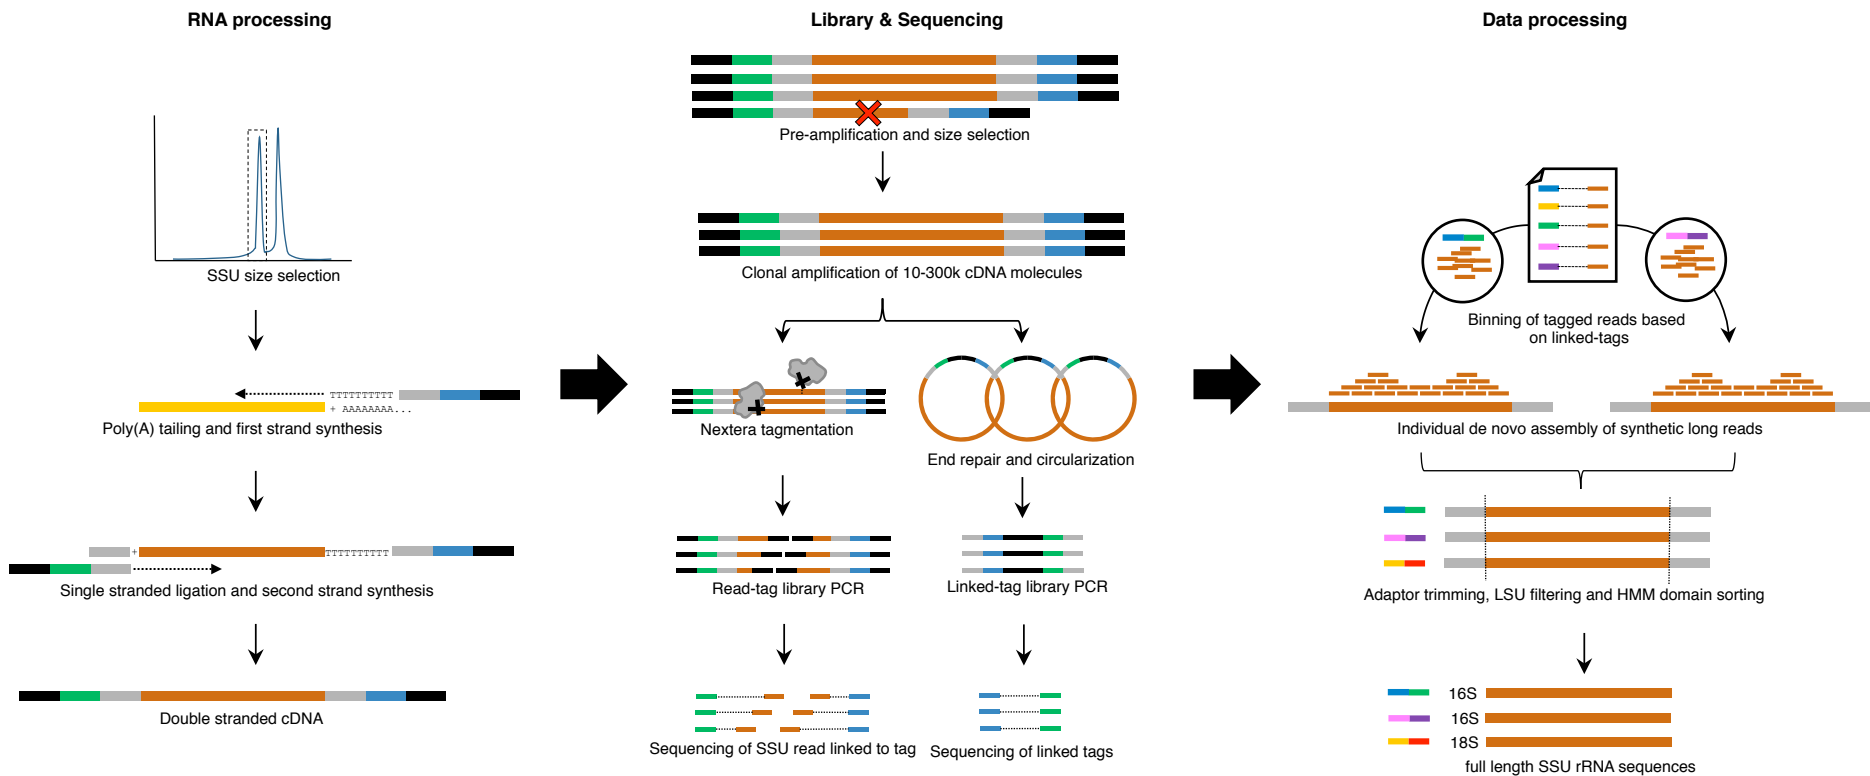 RNA processing
SSU size selection
TTTTTTTTTT
+ AAAAAAAA...
Poly(A) tailing and first strand synthesis
+
TTTTTTTTTT
Single stranded ligation and second strand synthesis
Double stranded cDNA
Library & Sequencing
Pre-amplification and size selection
Clonal amplification of 10-300k cDNA molecules
Nextera tagmentation
End repair and circularization
Read-tag library PCR
Linked-tag library PCR
Sequencing of SSU read linked to tag
Sequencing of linked tags
Data processing
Binning of tagged reads based
on linked-tags
Individual de novo assembly of synthetic long reads
Adaptor trimming, LSU filtering and HMM domain sorting
16S
16S
18S
full length SSU rRNA sequences